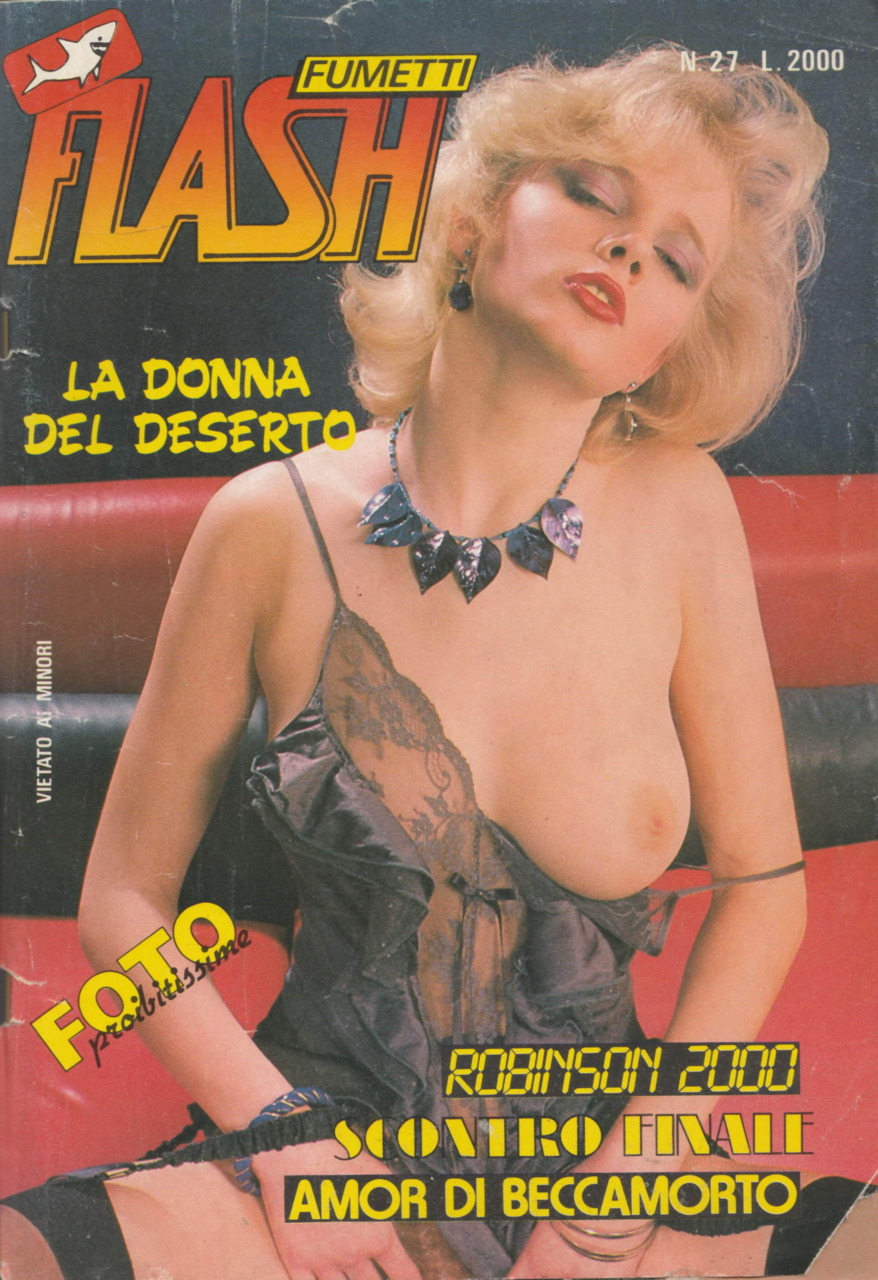 N. 27 L. 2000
FUMETTI
FLASH
LA DONNA
DEL DESERTO
VIETATO AI MINORI
FOTO
proibitissime
ROBINSON 2000
SCONTRO FINALE
AMOR DI BECCAMORTO